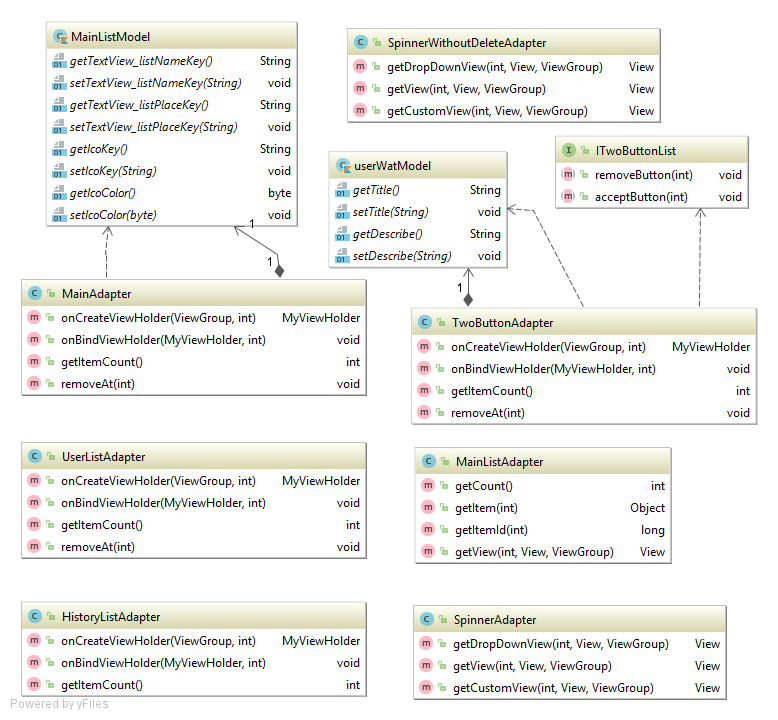 MainListModel
getTextView_listNameKey() String
setTextView_listNameKey(String) void
getTextView_listPlaceKey() String
setTextView_listPlaceKey(String) void
getIcoKey() String
setIcoKey(String) void
getIcoColor() byte
setIcoColor(byte) void
SpinnerWithoutDeleteAdapter
getDropDownView(int, View, ViewGroup) View
getView(int, View, ViewGroup) View
getCustomView(int, View, ViewGroup) View
userWatModel
getTitle() String
setTitle(String) void
getDescribe() String
setDescribe(String) void
ITwoButtonList
removeButton(int) void
acceptButton(int) void
1
1
1
MainAdapter
onCreateViewHolder(ViewGroup, int) MyViewHolder
onBindViewHolder(MyViewHolder, int) void
getItemCount() int
removeAt(int) void
TwoButtonAdapter
onCreateViewHolder(ViewGroup, int) MyViewHolder
onBindViewHolder(MyViewHolder, int) void
getItemCount() int
removeAt(int) void
UserListAdapter
onCreateViewHolder(ViewGroup, int) MyViewHolder
onBindViewHolder(MyViewHolder, int) void
getItemCount() int
removeAt(int) void
MainListAdapter
getCount() int
getItem(int) Object
getItemId(int) long
getView(int, View, ViewGroup) View
HistoryListAdapter
onCreateViewHolder(ViewGroup, int) MyViewHolder
onBindViewHolder(MyViewHolder, int) void
getItemCount() int
SpinnerAdapter
getDropDownView(int, View, ViewGroup) View
getView(int, View, ViewGroup) View
getCustomView(int, View, ViewGroup) View
Powered by yFiles